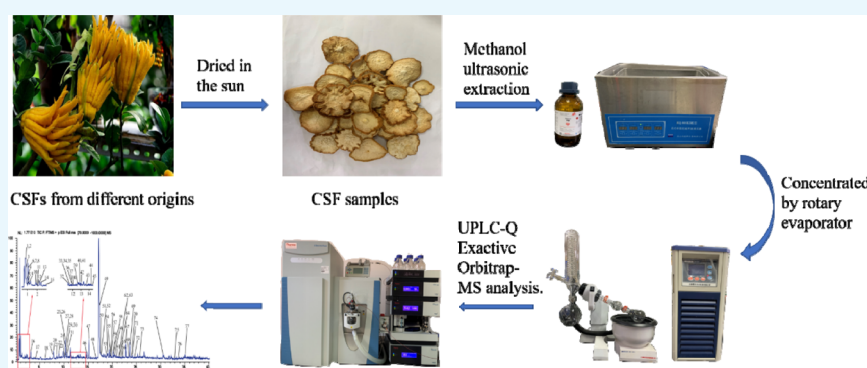 Dried in
the sun
Methanol
ultrasonic
extraction
CSFs from different origins
CSF samples
Concentrated
by rotary
evaporator
UPLC-Q
Exactive
Orbitrap-
MS analysis.